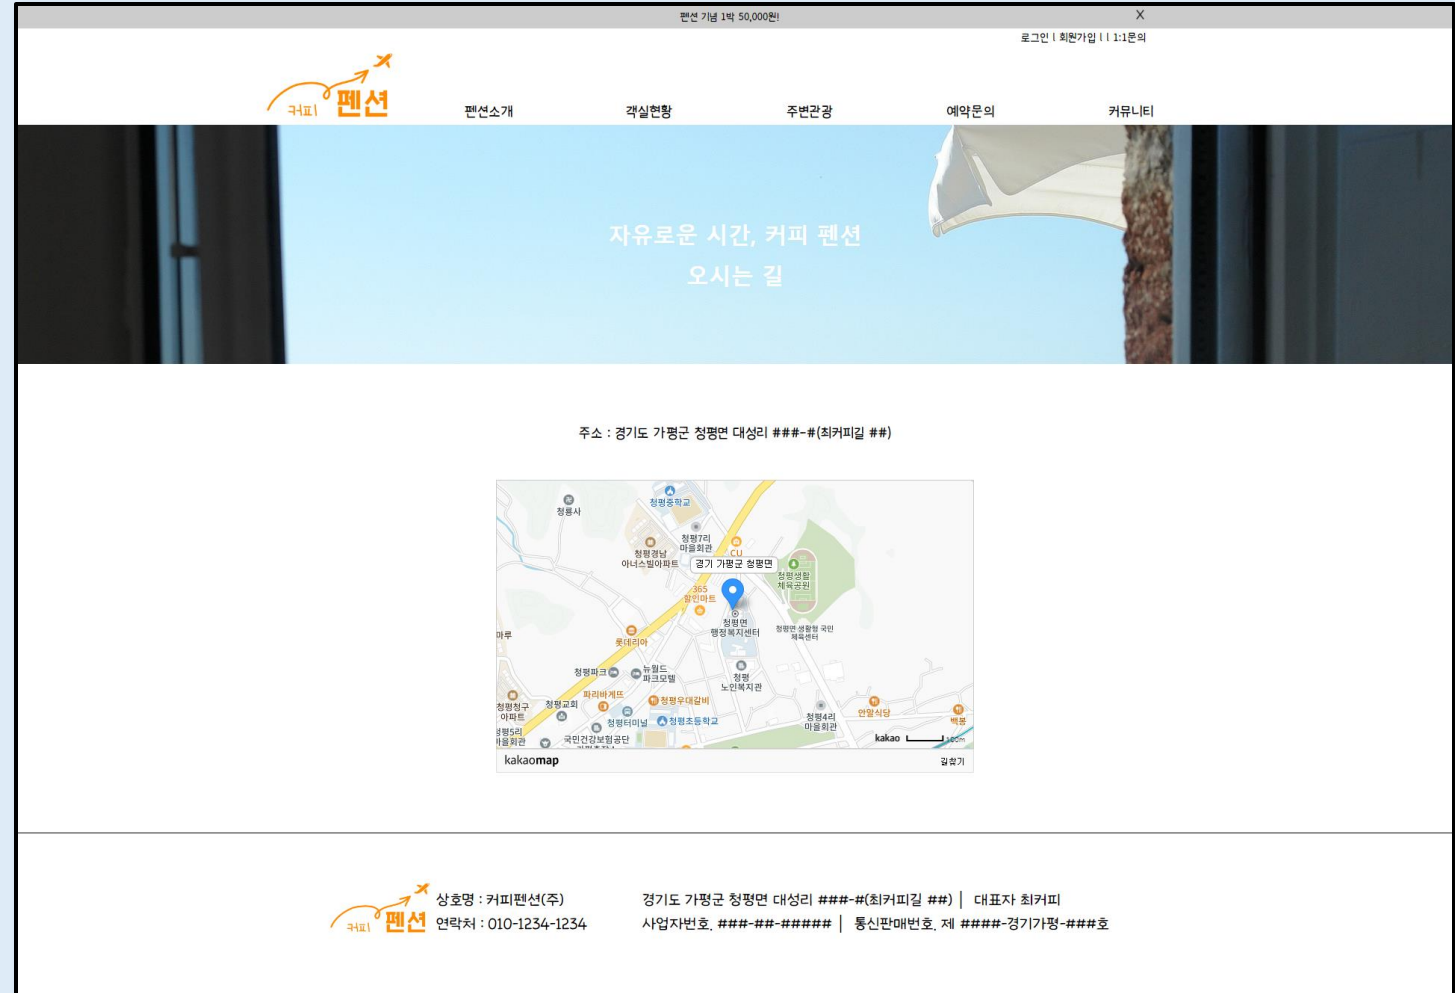 펜션 기념 1박 50,000원!
X
로그인 l 회원가입 l l 1:1문의
커피 펜션
펜션소개 객실현황 주변관광 예약문의 커뮤니티
자유로운 시간, 커피 펜션
오시는 길
주소 : 경기도 가평군 청평면 대성리 ###-#(최커피길 ##)
청평중학교
청룡사
청평7리
마을회관
CU
청평경남
아너스빌아파트
경기 가평군 청평면
청평생활
체육공원
365
할인마트
청평면
행정복지센터
청평면 생활형 국민
체육센터
마루
롯데리아
청평파크
뉴월드
파크모텔
청평
노인복지관
파리바게뜨
청평우대갈비
청평청구
아파트
청평교회
청평터미널
청평초등학교
청평4리
마을회관
안말식당
백봉
청평5리
마을회관
국민건강보험공단
kakao
100m
kakaomap
길찾기
커피 펜션
상호명 : 커피펜션(주)
연락처 : 010-1234-1234
경기도 가평군 청평면 대성리 ###-#(최커피길 ##) │ 대표자 최커피
사업자번호. ###-##-##### │ 통신판매번호. 제 ####-경기가평-###호